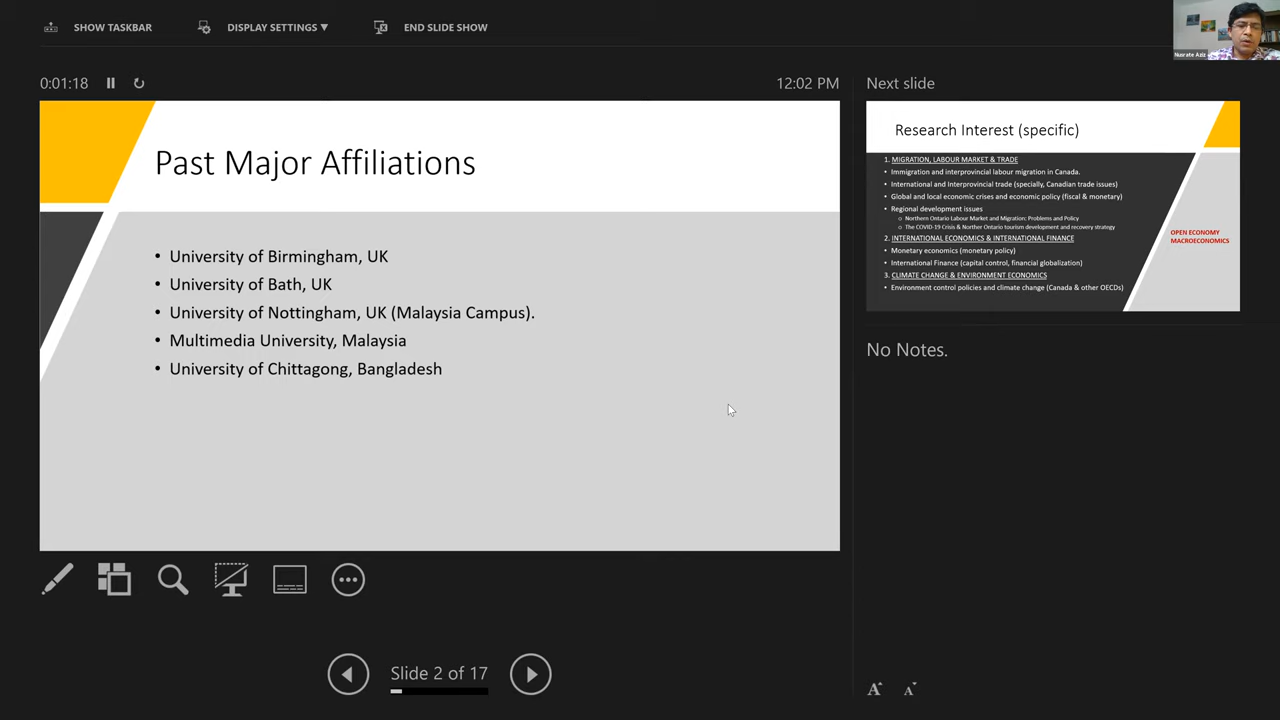 SHOW TASKBAR
DISPLAY SETTINGS ▼
END SLIDE SHOW
Nusrate Aziz
0:01:18
12:02 PM
Past Major Affiliations
• University of Birmingham, UK
• University of Bath, UK
• University of Nottingham, UK (Malaysia Campus).
• Multimedia University, Malaysia
• University of Chittagong, Bangladesh
Next slide
Research Interest (specific)
1. MIGRATION, LABOUR MARKET & TRADE
• Immigration and interprovincial labour migration in Canada.
• International and Interprovincial trade (specially, Canadian trade issues)
• Global and local economic crises and economic policy (fiscal & monetary)
• Regional development issues
o Northern Ontario Labour Market and Migration: Problems and Policy
o The COVID-19 Crisis & Norther Ontario tourism development and recovery strategy
2. INTERNATIONAL ECONOMICS & INTERNATIONAL FINANCE
• Monetary economics (monetary policy)
• International Finance (capital control, financial globalization)
3. CLIMATE CHANGE & ENVIRONMENT ECONOMICS
• Environment control policies and climate change (Canada & other OECDs)
OPEN ECONOMY
MACROECONOMICS
No Notes.
Slide 2 of 17
A A